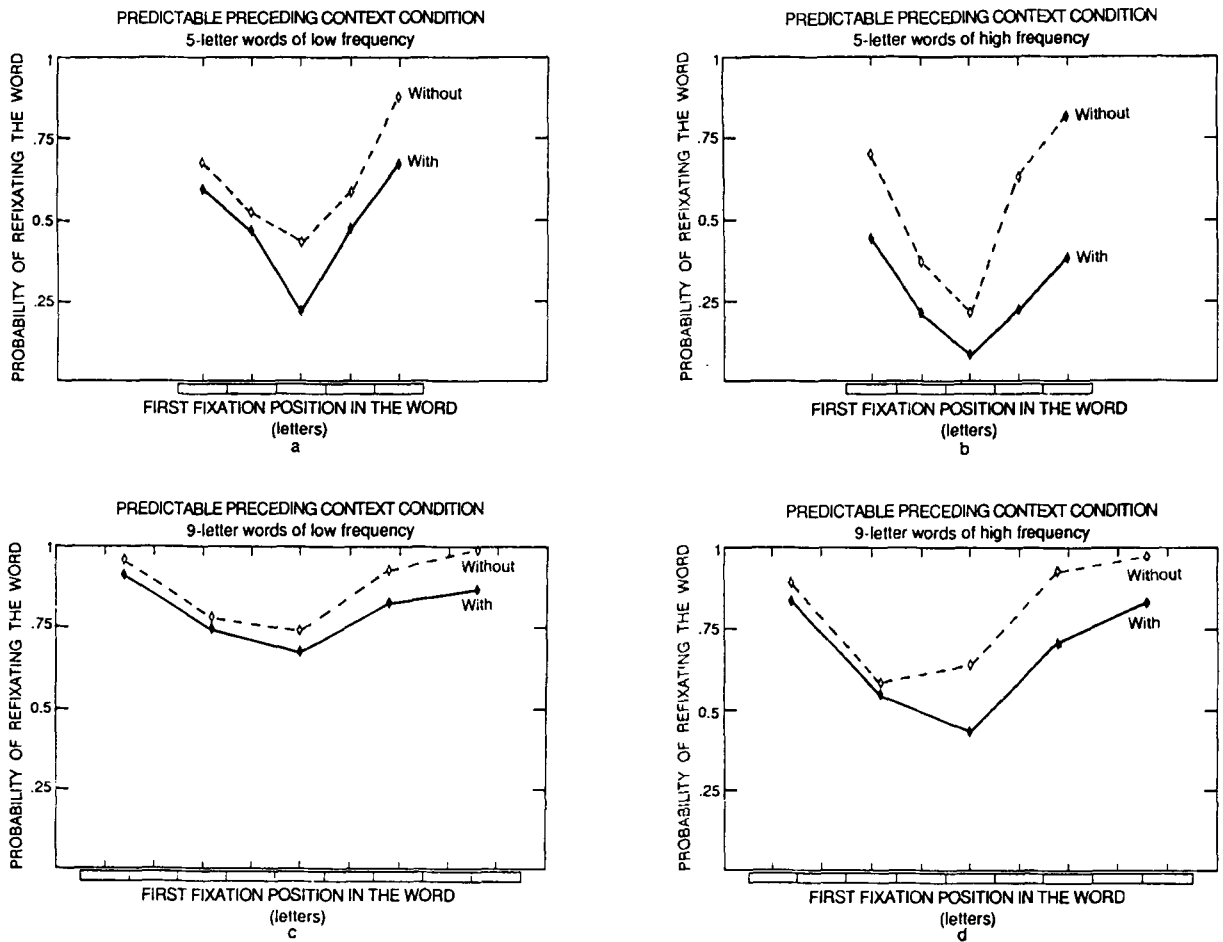 PREDICTABLE PRECEDING CONTEXT CONDITION
5-letter words of low frequency
PROBABILITY OF REFIXATING THE WORD
1
.75
0.5
.25
Without
With
FIRST FIXATION POSITION IN THE WORD
(letters)
a
PREDICTABLE PRECEDING CONTEXT CONDITION
5-letter words of high frequency
PROBABILITY OF REFIXATING THE WORD
1
.75
0.5
.25
Without
With
FIRST FIXATION POSITION IN THE WORD
(letters)
b
PREDICTABLE PRECEDING CONTEXT CONDITION
9-letter words of low frequency
PROBABILITY OF REFIXATING THE WORD
1
.75
0.5
.25
Without
With
FIRST FIXATION POSITION IN THE WORD
(letters)
c
PREDICTABLE PRECEDING CONTEXT CONDITION
9-letter words of high frequency
PROBABILITY OF REFIXATING THE WORD
1
.75
0.5
.25
Without
With
FIRST FIXATION POSITION IN THE WORD
(letters)
d